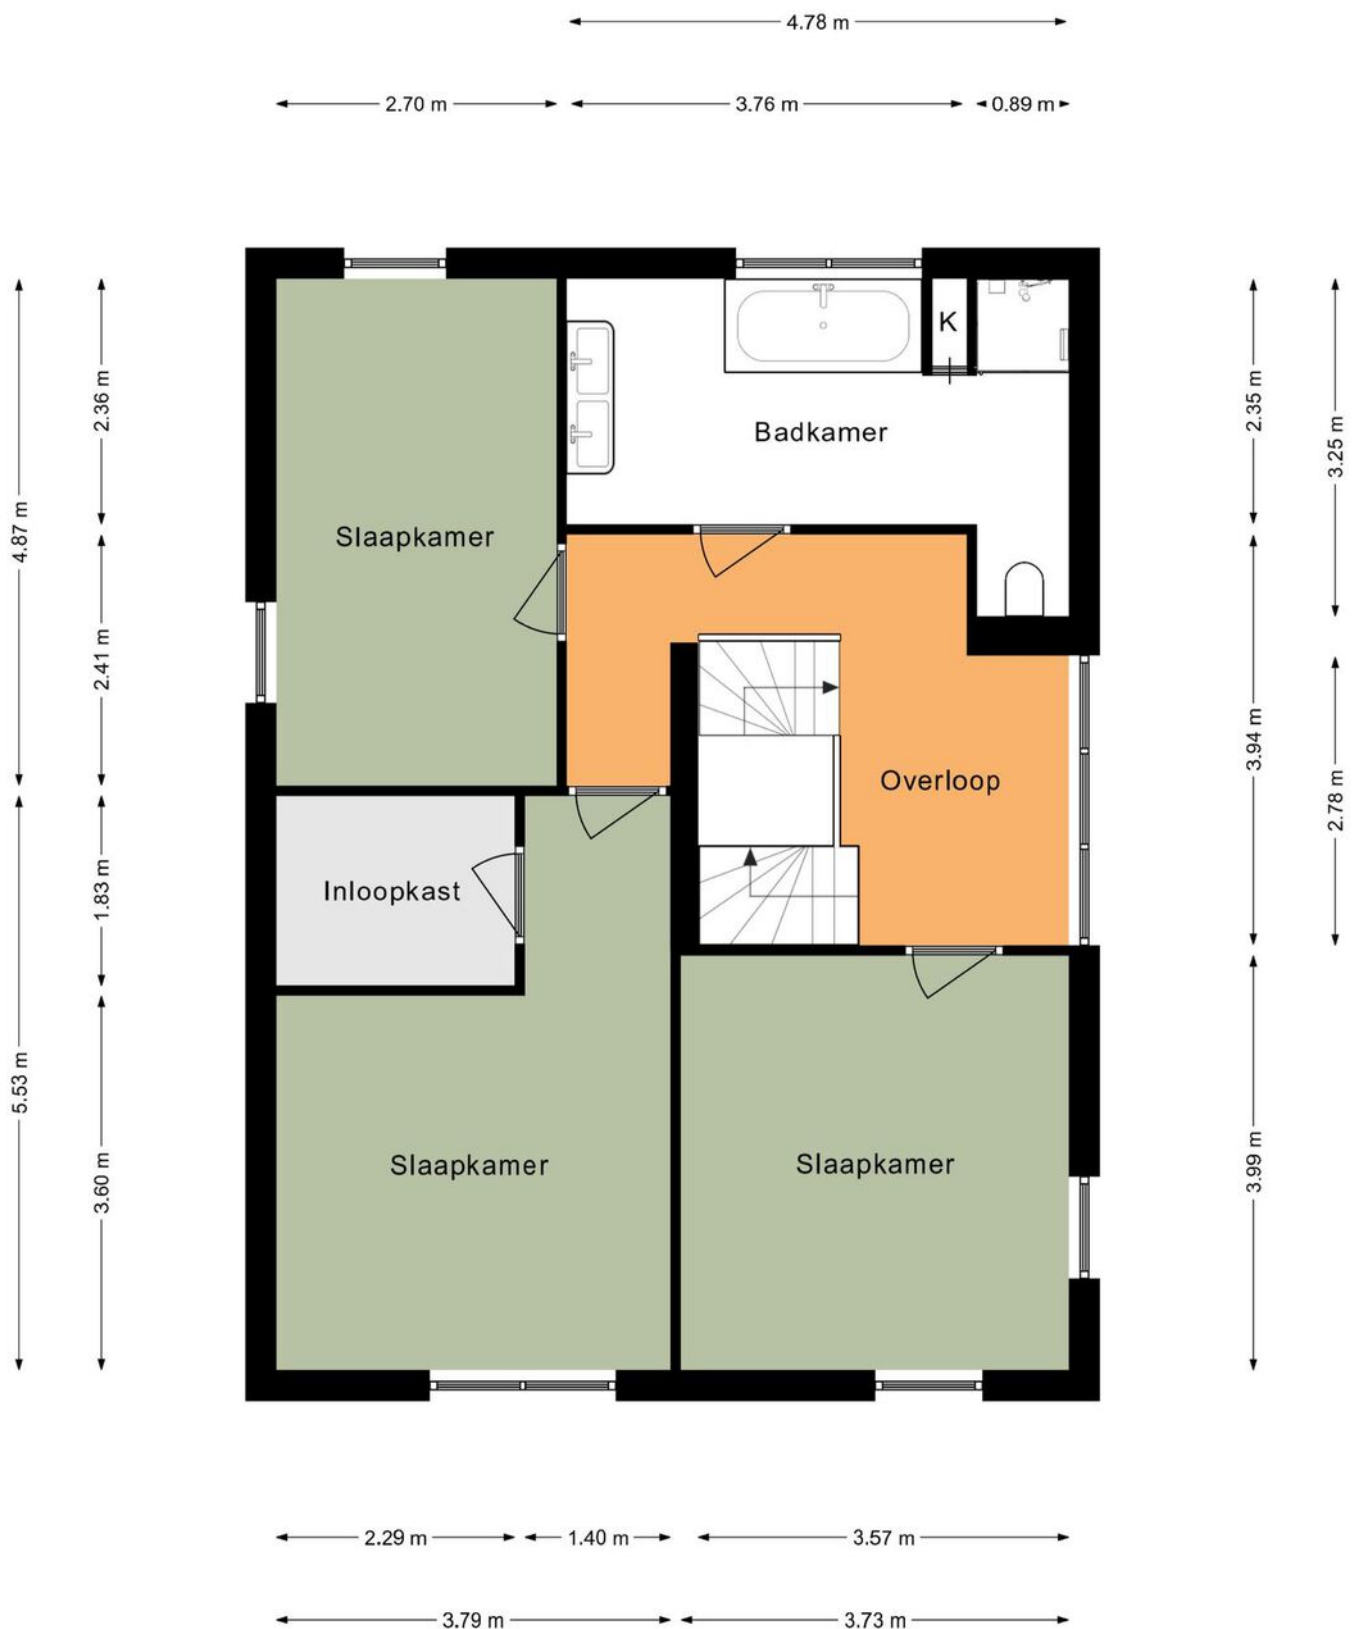 4.78 m
2.70 m
3.76 m
0.89 m
K
2.36 m
2.35 m
3.25 m
Badkamer
4.87 m
Slaapkamer
2.41 m
3.94 m
Overloop
2.78 m
Inloopkast
1.83 m
5.53 m
3.60 m
Slaapkamer
Slaapkamer
3.99 m
2.29 m
1.40 m
3.57 m
3.79 m
3.73 m